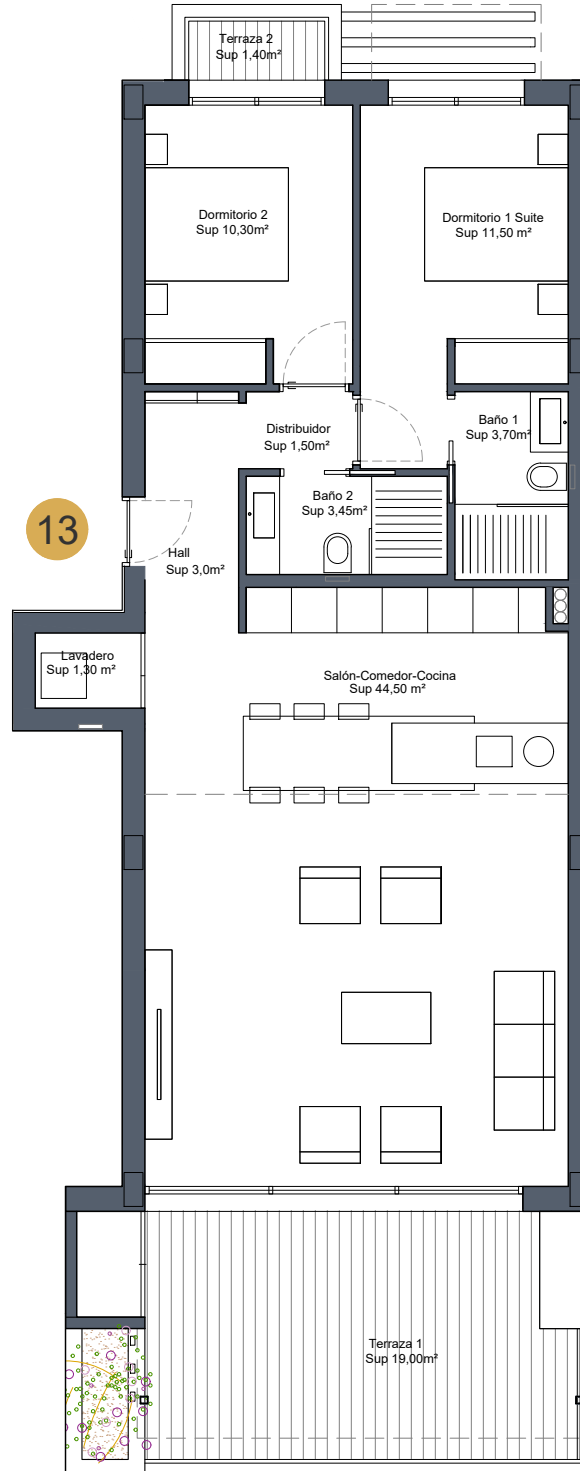 Terraza 2
Sup 1,40m²
Dormitorio 2
Sup 10,30m²
Dormitorio 1 Suite
Sup 11,50 m²
Distribuidor
Sup 1,50m²
Baño 1
Sup 3,70m²
Baño 2
Sup 3,45m²
13
Hall
Sup 3,0m²
Lavadero
Sup 1,30 m²
Salón-Comedor-Cocina
Sup 44,50 m²
Terraza 1
Sup 19,00m²